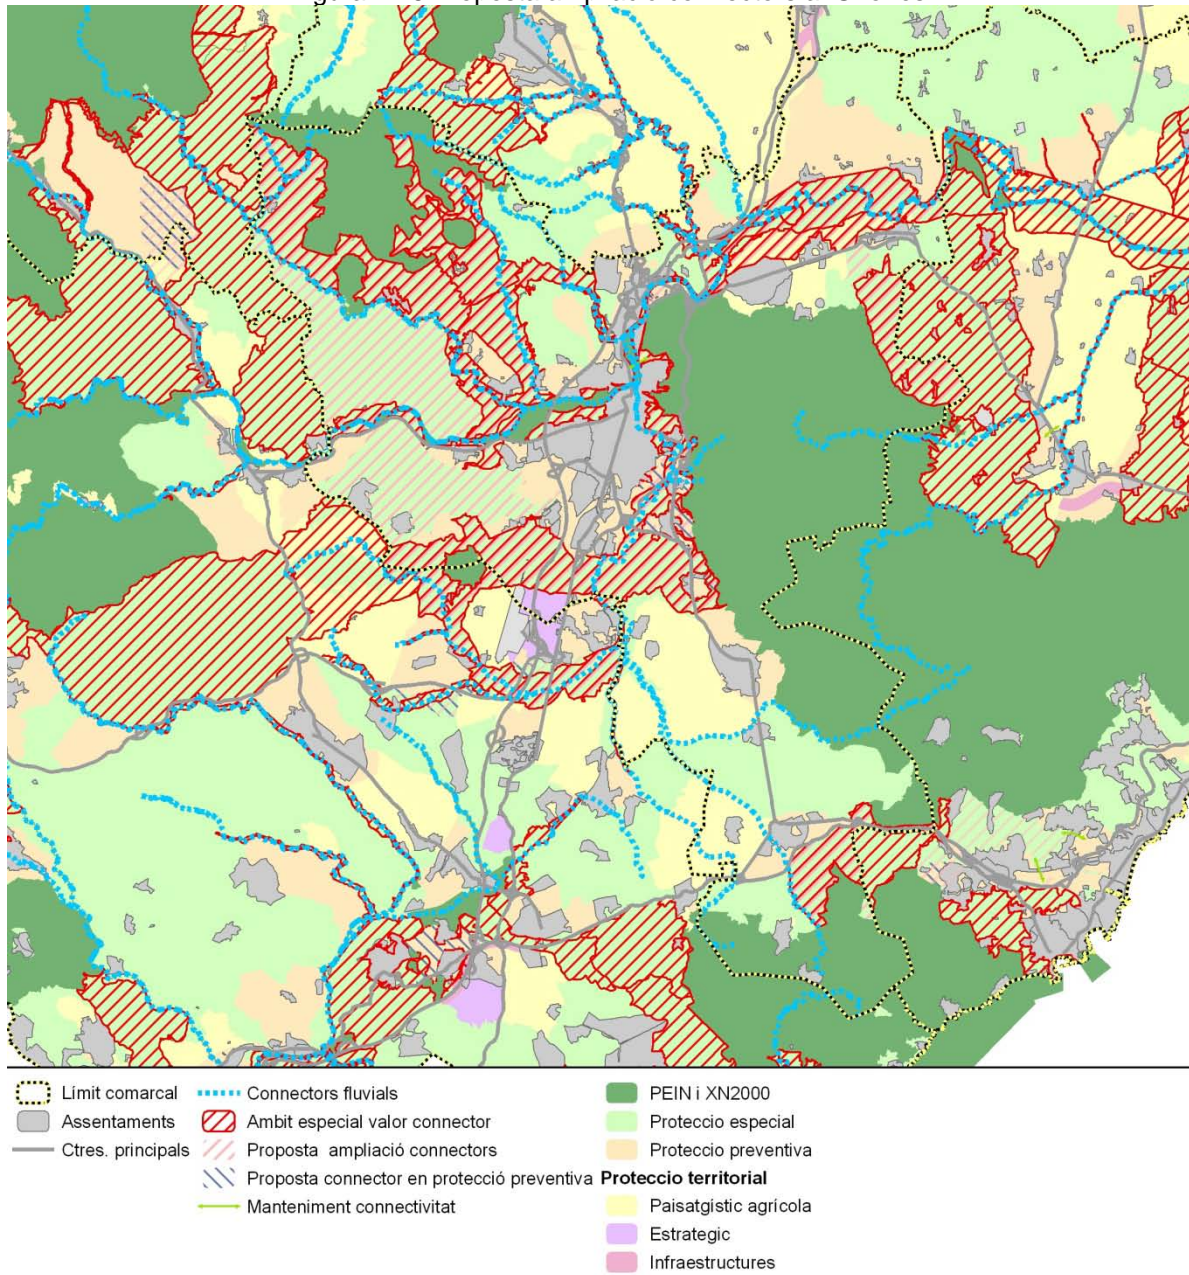 Límit comarcal
Assentaments
Ctres. principals
Connectors fluvials
Ambit especial valor connector
Proposta ampliació connectors
Proposta connector en protecció preventiva
Manteniment connectivitat
PEIN i XN2000
Proteccio especial
Proteccio preventiva
Proteccio territorial
Paisatgístic agrícola
Estrategic
Infraestructures